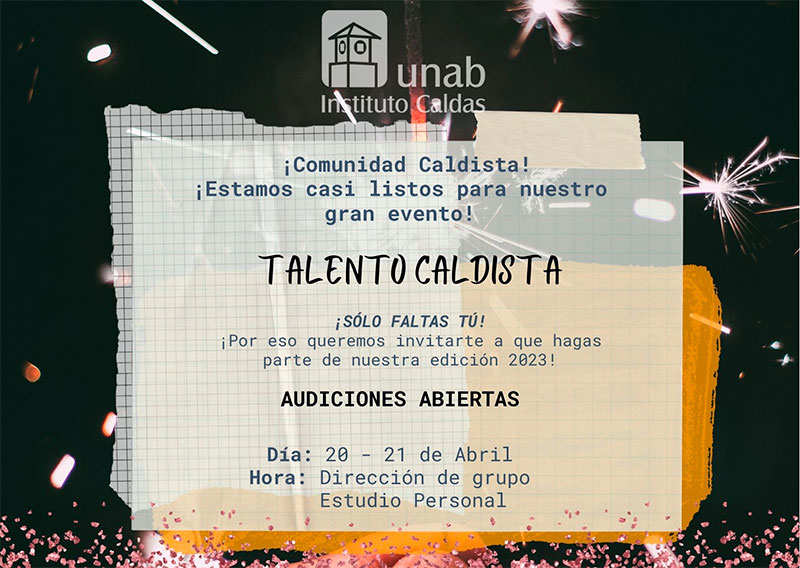 unab
Instituto Caldas
¡Comunidad Caldista!
¡Estamos casi listos para nuestro
gran evento!
TALENTO CALDISTA
¡SÓLO FALTAS TÚ!
¡Por eso queremos invitarte a que hagas
parte de nuestra edición 2023!
AUDICIONES ABIERTAS
Día: 20 - 21 de Abril
Hora: Dirección de grupo
Estudio Personal